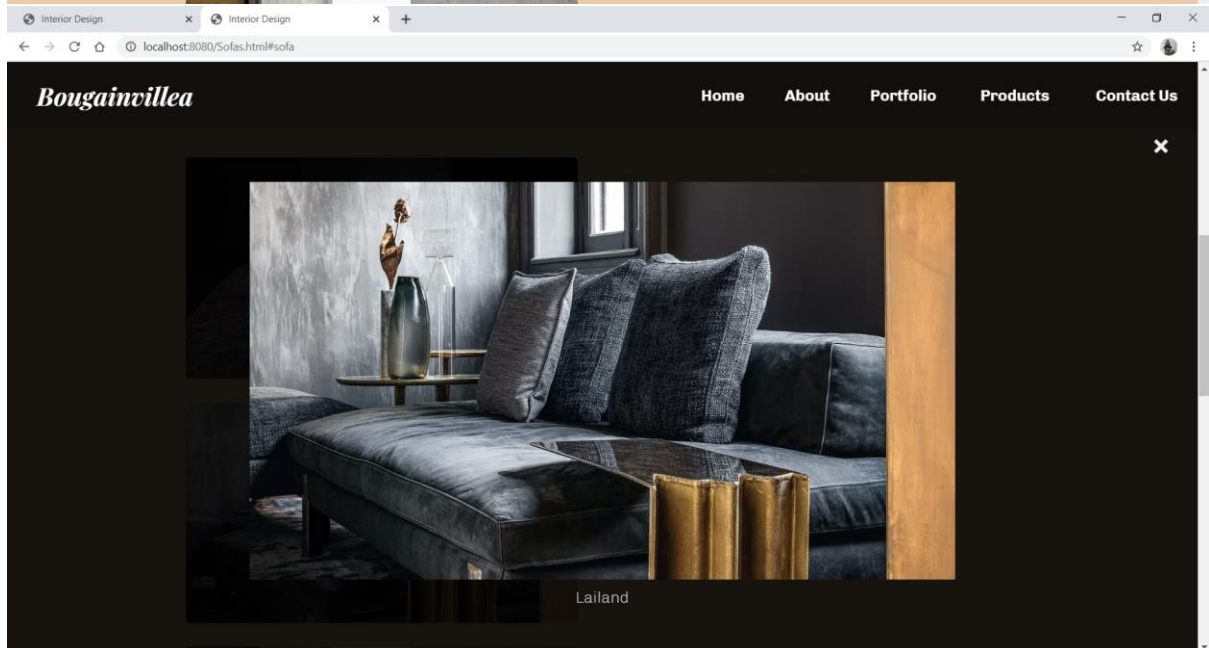 Interior Design
Interior Design
localhost:8080/Sofas.html#sofa
Bougainvillea
Home About Portfolio Products Contact Us
Lailand